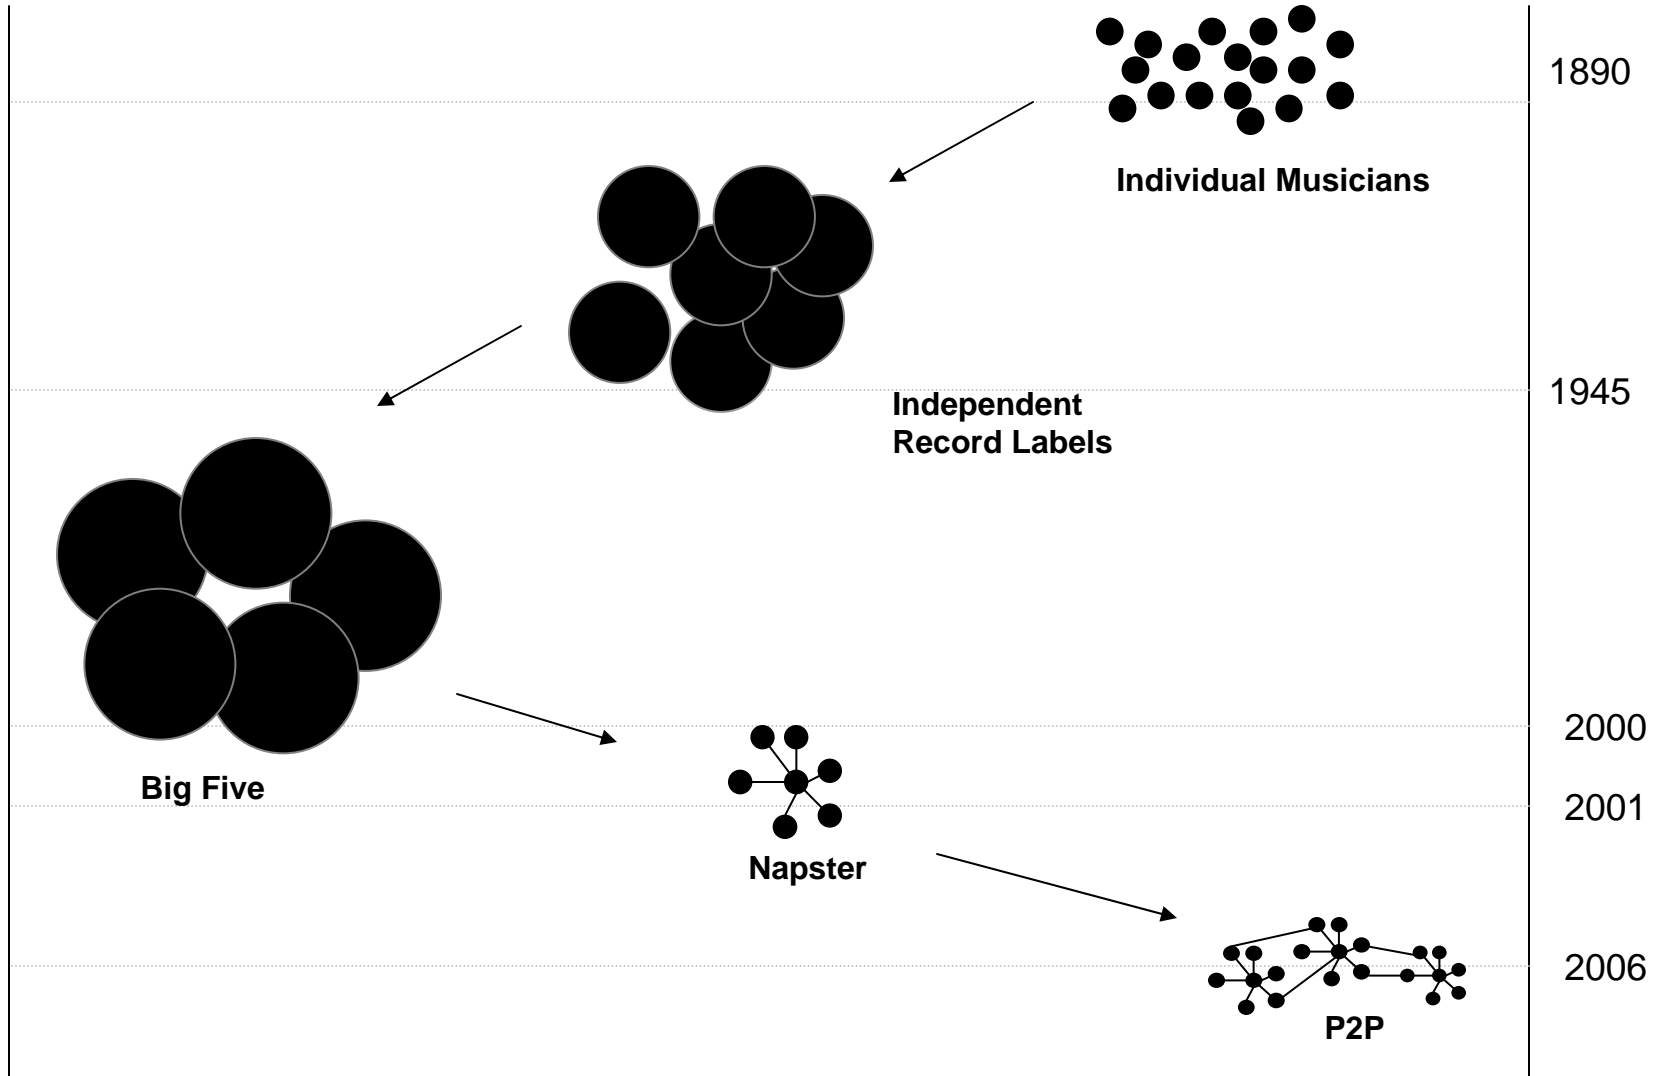 1890
Individual Musicians
1945
Independent
Record Labels
2000
Big Five
2001
Napster
2006
P2P